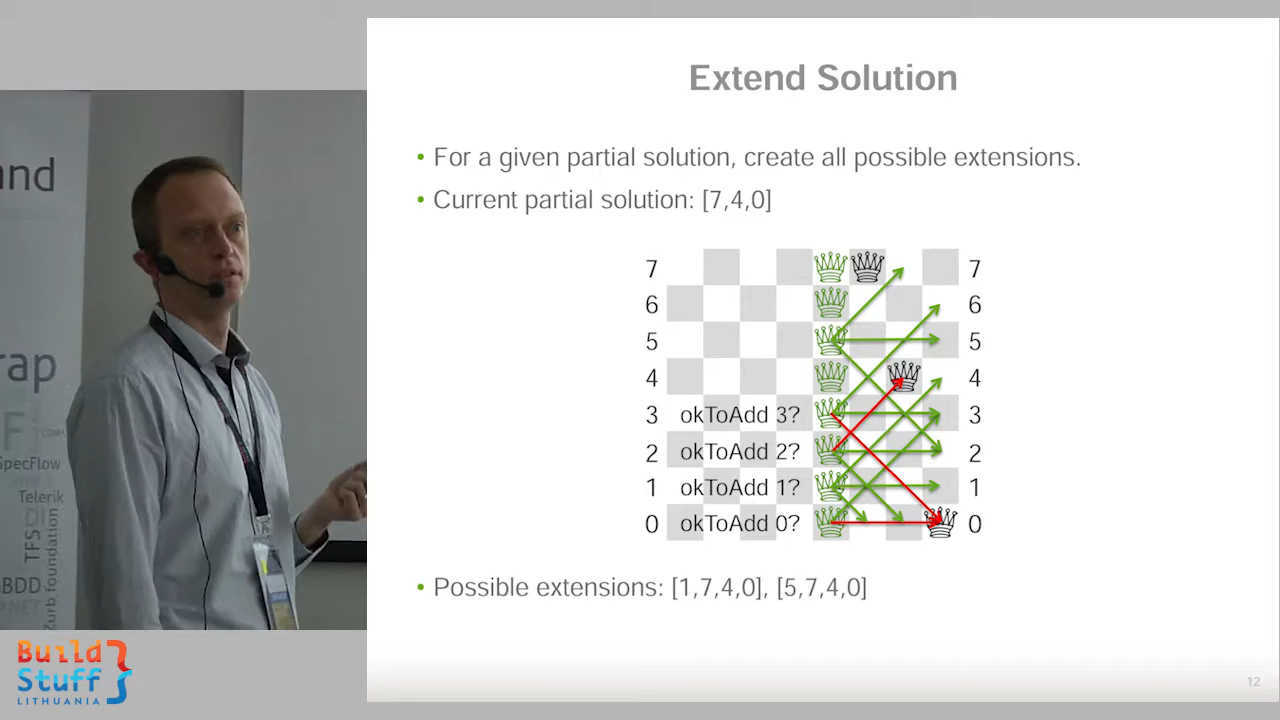 Extend Solution
• For a given partial solution, create all possible extensions.
• Current partial solution: [7,4,0]
7 7
6 6
5 5
4 4
3 okToAdd 3? 3
2 okToAdd 2? 2
1 okToAdd 1? 1
0 okToAdd 0? 0
• Possible extensions: [1,7,4,0], [5,7,4,0]
12
and
rap
F
SpecFlow
Telerik
DI
TFS
foundation
BDD
Build
Stuff
LITHUANIA